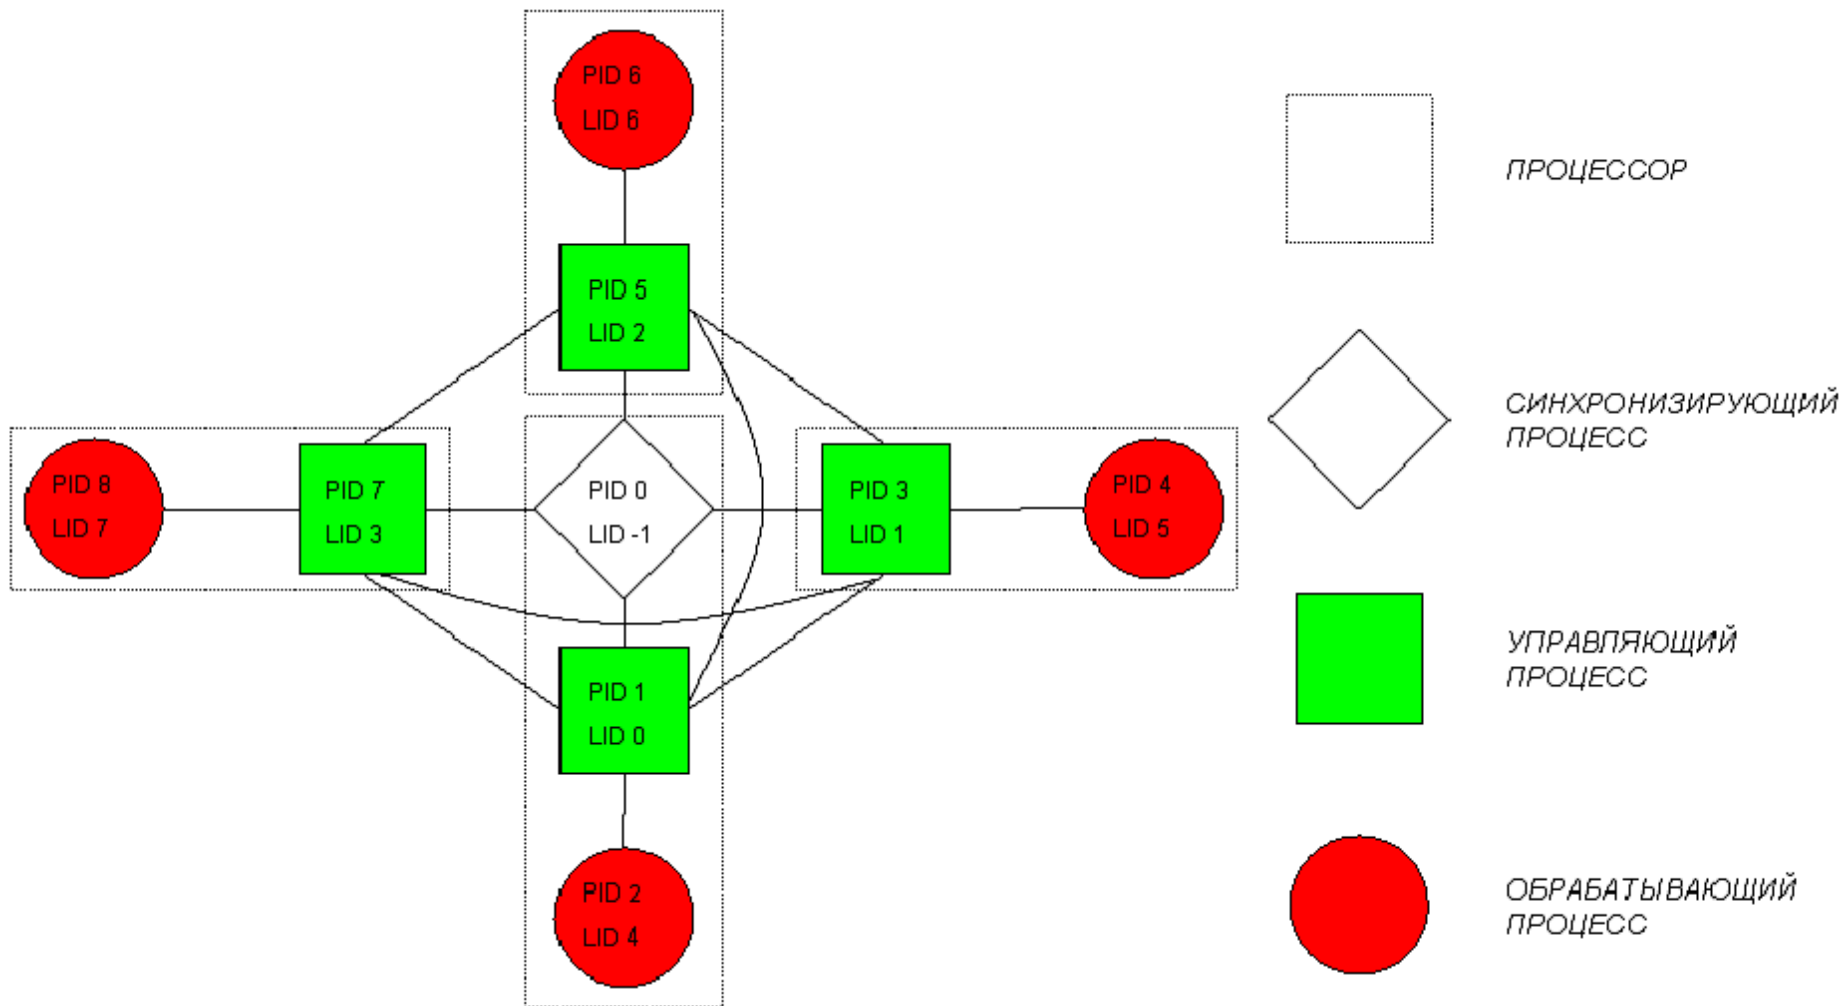 PID 6
LID 6
PID 5
LID 2
PID 8
LID 7
PID 7
LID 3
PID 0
LID -1
PID 3
LID 1
PID 4
LID 5
PID 1
LID 0
PID 2
LID 4
ПРОЦЕССОР
СИНХРОНИЗИРУЮЩИЙ
ПРОЦЕСС
УПРАВЛЯЮЩИЙ
ПРОЦЕСС
ОБРАБАТЫВАЮЩИЙ
ПРОЦЕСС